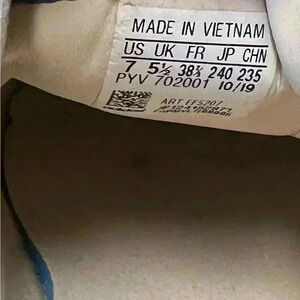 MADE IN VIETNAM
US UK FR JP CHN
7 5½ 38⅔ 240 235
PYV 702001 10/19
ART EF5207